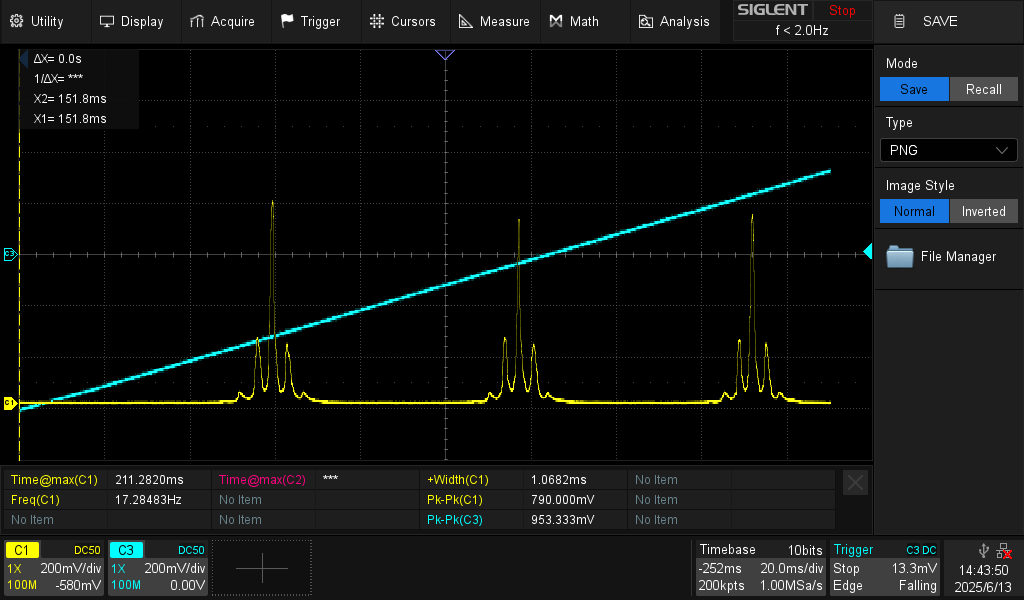 Utility Display Acquire Trigger Cursors Measure Math Analysis SIGLENT Stop SAVE
f < 2.0Hz
ΔX= 0.0s
1/ΔX= ***
X2= 151.8ms
X1= 151.8ms
Mode
Save Recall
Type
PNG
Image Style
Normal Inverted
File Manager
C3
C1
Time@max(C1) 211.2820ms Time@max(C2) *** +Width(C1) 1.0682ms No Item
Freq(C1) 17.28483Hz No Item Pk-Pk(C1) 790.000mV No Item
No Item No Item Pk-Pk(C3) 953.333mV No Item
C1 DC50 C3 DC50 Timebase 10bits Trigger C3 DC
1X 200mV/div 1X 200mV/div -252ms 20.0ms/div Stop 13.3mV 14:43:50
100M -580mV 100M 0.00V 200kpts 1.00MSa/s Edge Falling 2025/6/13